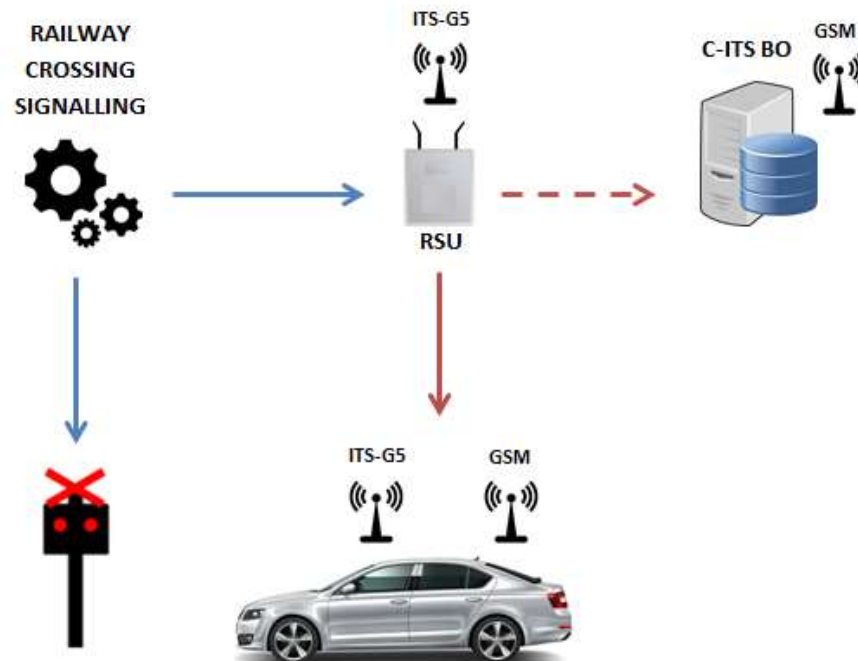 RAILWAY
CROSSING
SIGNALLING
ITS-G5
RSU
C-ITS BO
GSM
ITS-G5
GSM